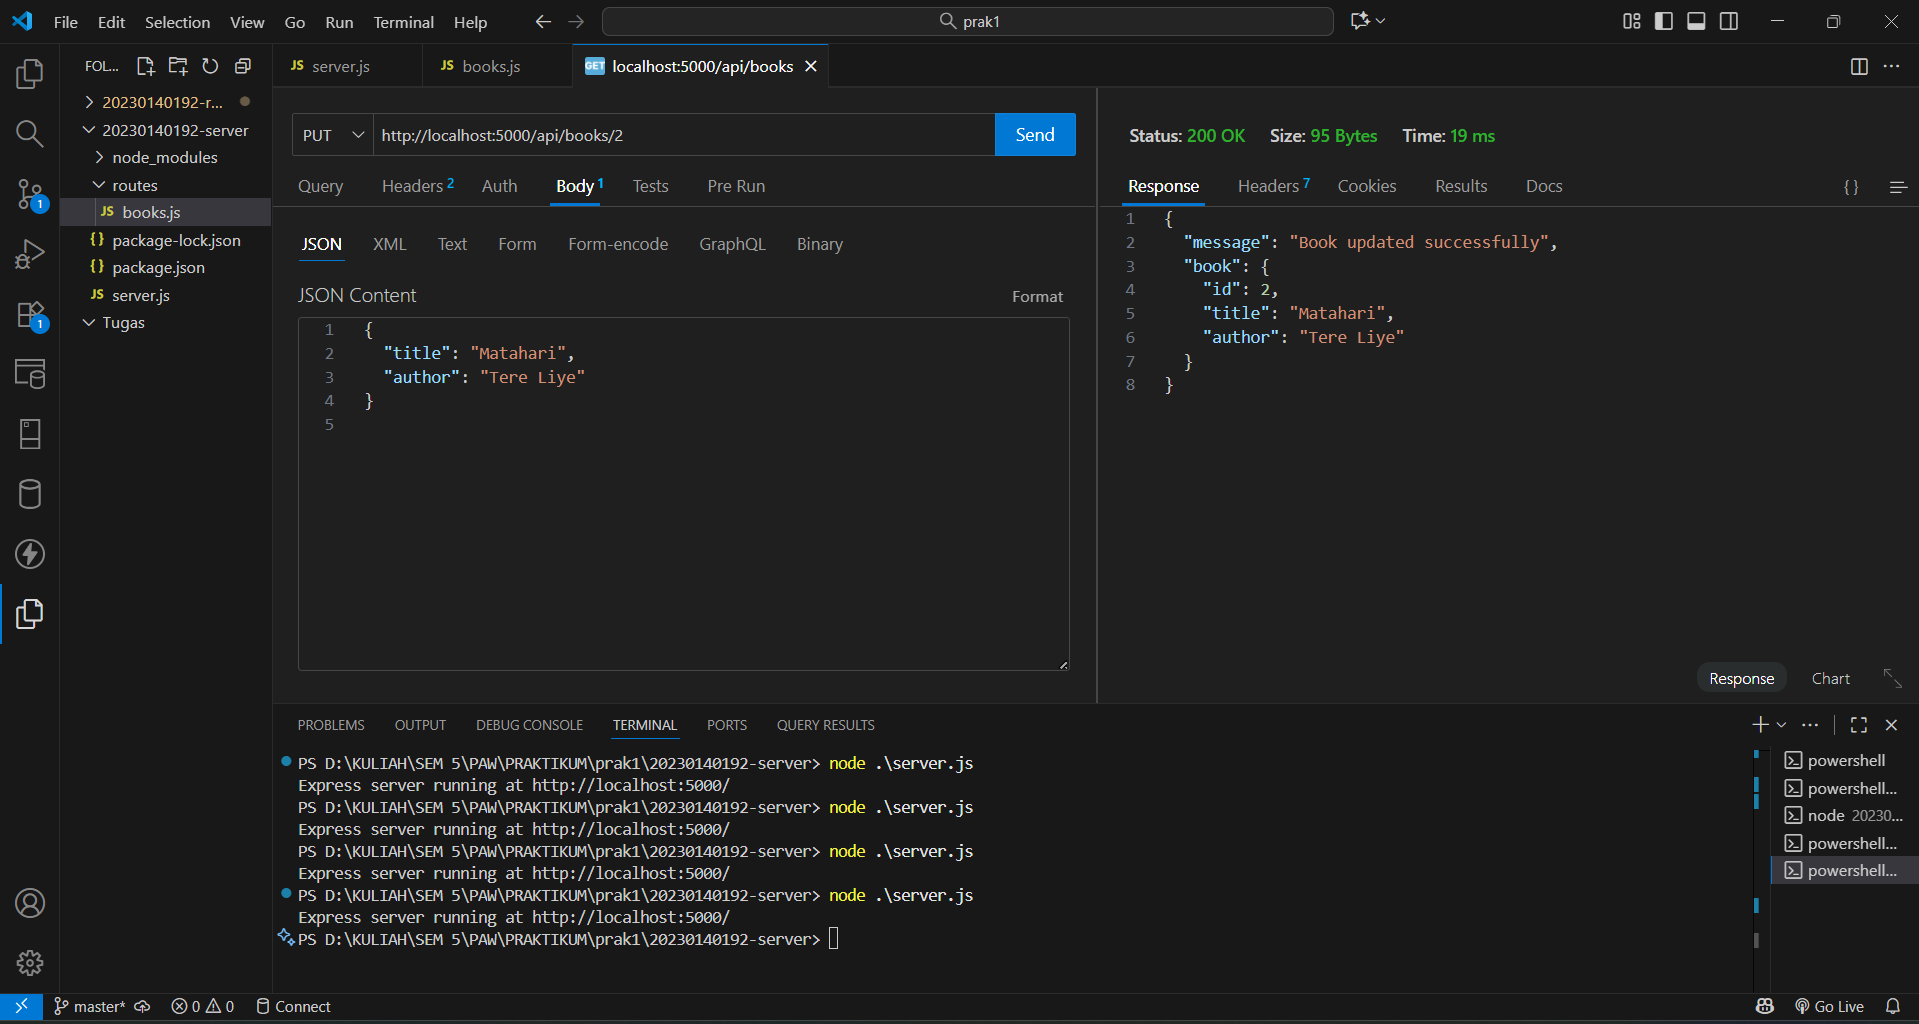 File Edit Selection View Go Run Terminal Help
prak1
FOL...
20230140192-r...
20230140192-server
node_modules
routes
JS books.js
{} package-lock.json
{} package.json
JS server.js
Tugas
1
1
JS server.js
JS books.js
GET localhost:5000/api/books
PUT http://localhost:5000/api/books/2 Send
Query Headers 2 Auth Body 1 Tests Pre Run
JSON XML Text Form Form-encode GraphQL Binary
JSON Content Format
1 {
2 "title": "Matahari",
3 "author": "Tere Liye"
4 }
5
Status: 200 OK Size: 95 Bytes Time: 19 ms
Response Headers 7 Cookies Results Docs {}
1 {
2 "message": "Book updated successfully",
3 "book": {
4 "id": 2,
5 "title": "Matahari",
6 "author": "Tere Liye"
7 }
8 }
Response Chart
PROBLEMS OUTPUT DEBUG CONSOLE TERMINAL PORTS QUERY RESULTS
PS D:\KULIAH\SEM 5\PAW\PRAKTIKUM\prak1\20230140192-server> node .\server.js
Express server running at http://localhost:5000/
PS D:\KULIAH\SEM 5\PAW\PRAKTIKUM\prak1\20230140192-server> node .\server.js
Express server running at http://localhost:5000/
PS D:\KULIAH\SEM 5\PAW\PRAKTIKUM\prak1\20230140192-server> node .\server.js
Express server running at http://localhost:5000/
PS D:\KULIAH\SEM 5\PAW\PRAKTIKUM\prak1\20230140192-server> node .\server.js
Express server running at http://localhost:5000/
PS D:\KULIAH\SEM 5\PAW\PRAKTIKUM\prak1\20230140192-server>
powershell
powershell...
node 20230...
powershell...
powershell...
master* 0 0 Connect
Go Live